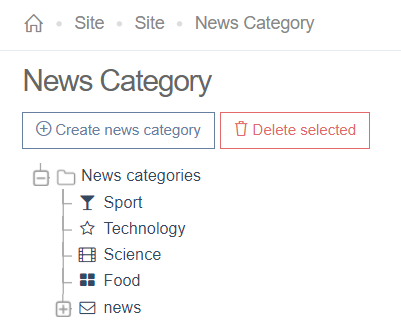 Site Site News Category
News Category
Create news category Delete selected
News categories
Sport
Technology
Science
Food
news